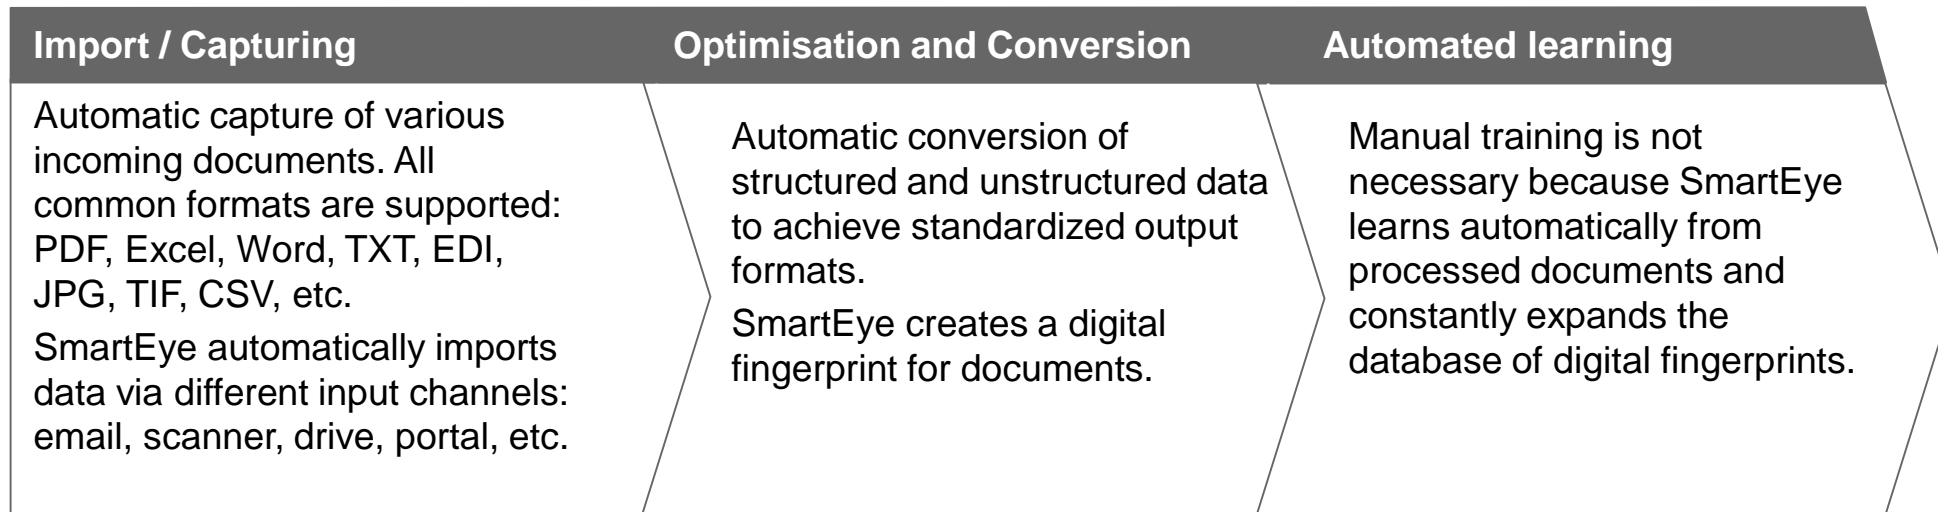 Import / Capturing
Automatic capture of various
incoming documents. All
common formats are supported:
PDF, Excel, Word, TXT, EDI,
JPG, TIF, CSV, etc.
SmartEye automatically imports
data via different input channels:
email, scanner, drive, portal, etc.
Optimisation and Conversion
Automatic conversion of
structured and unstructured data
to achieve standardized output
formats.
SmartEye creates a digital
fingerprint for documents.
Automated learning
Manual training is not
necessary because SmartEye
learns automatically from
processed documents and
constantly expands the
database of digital fingerprints.